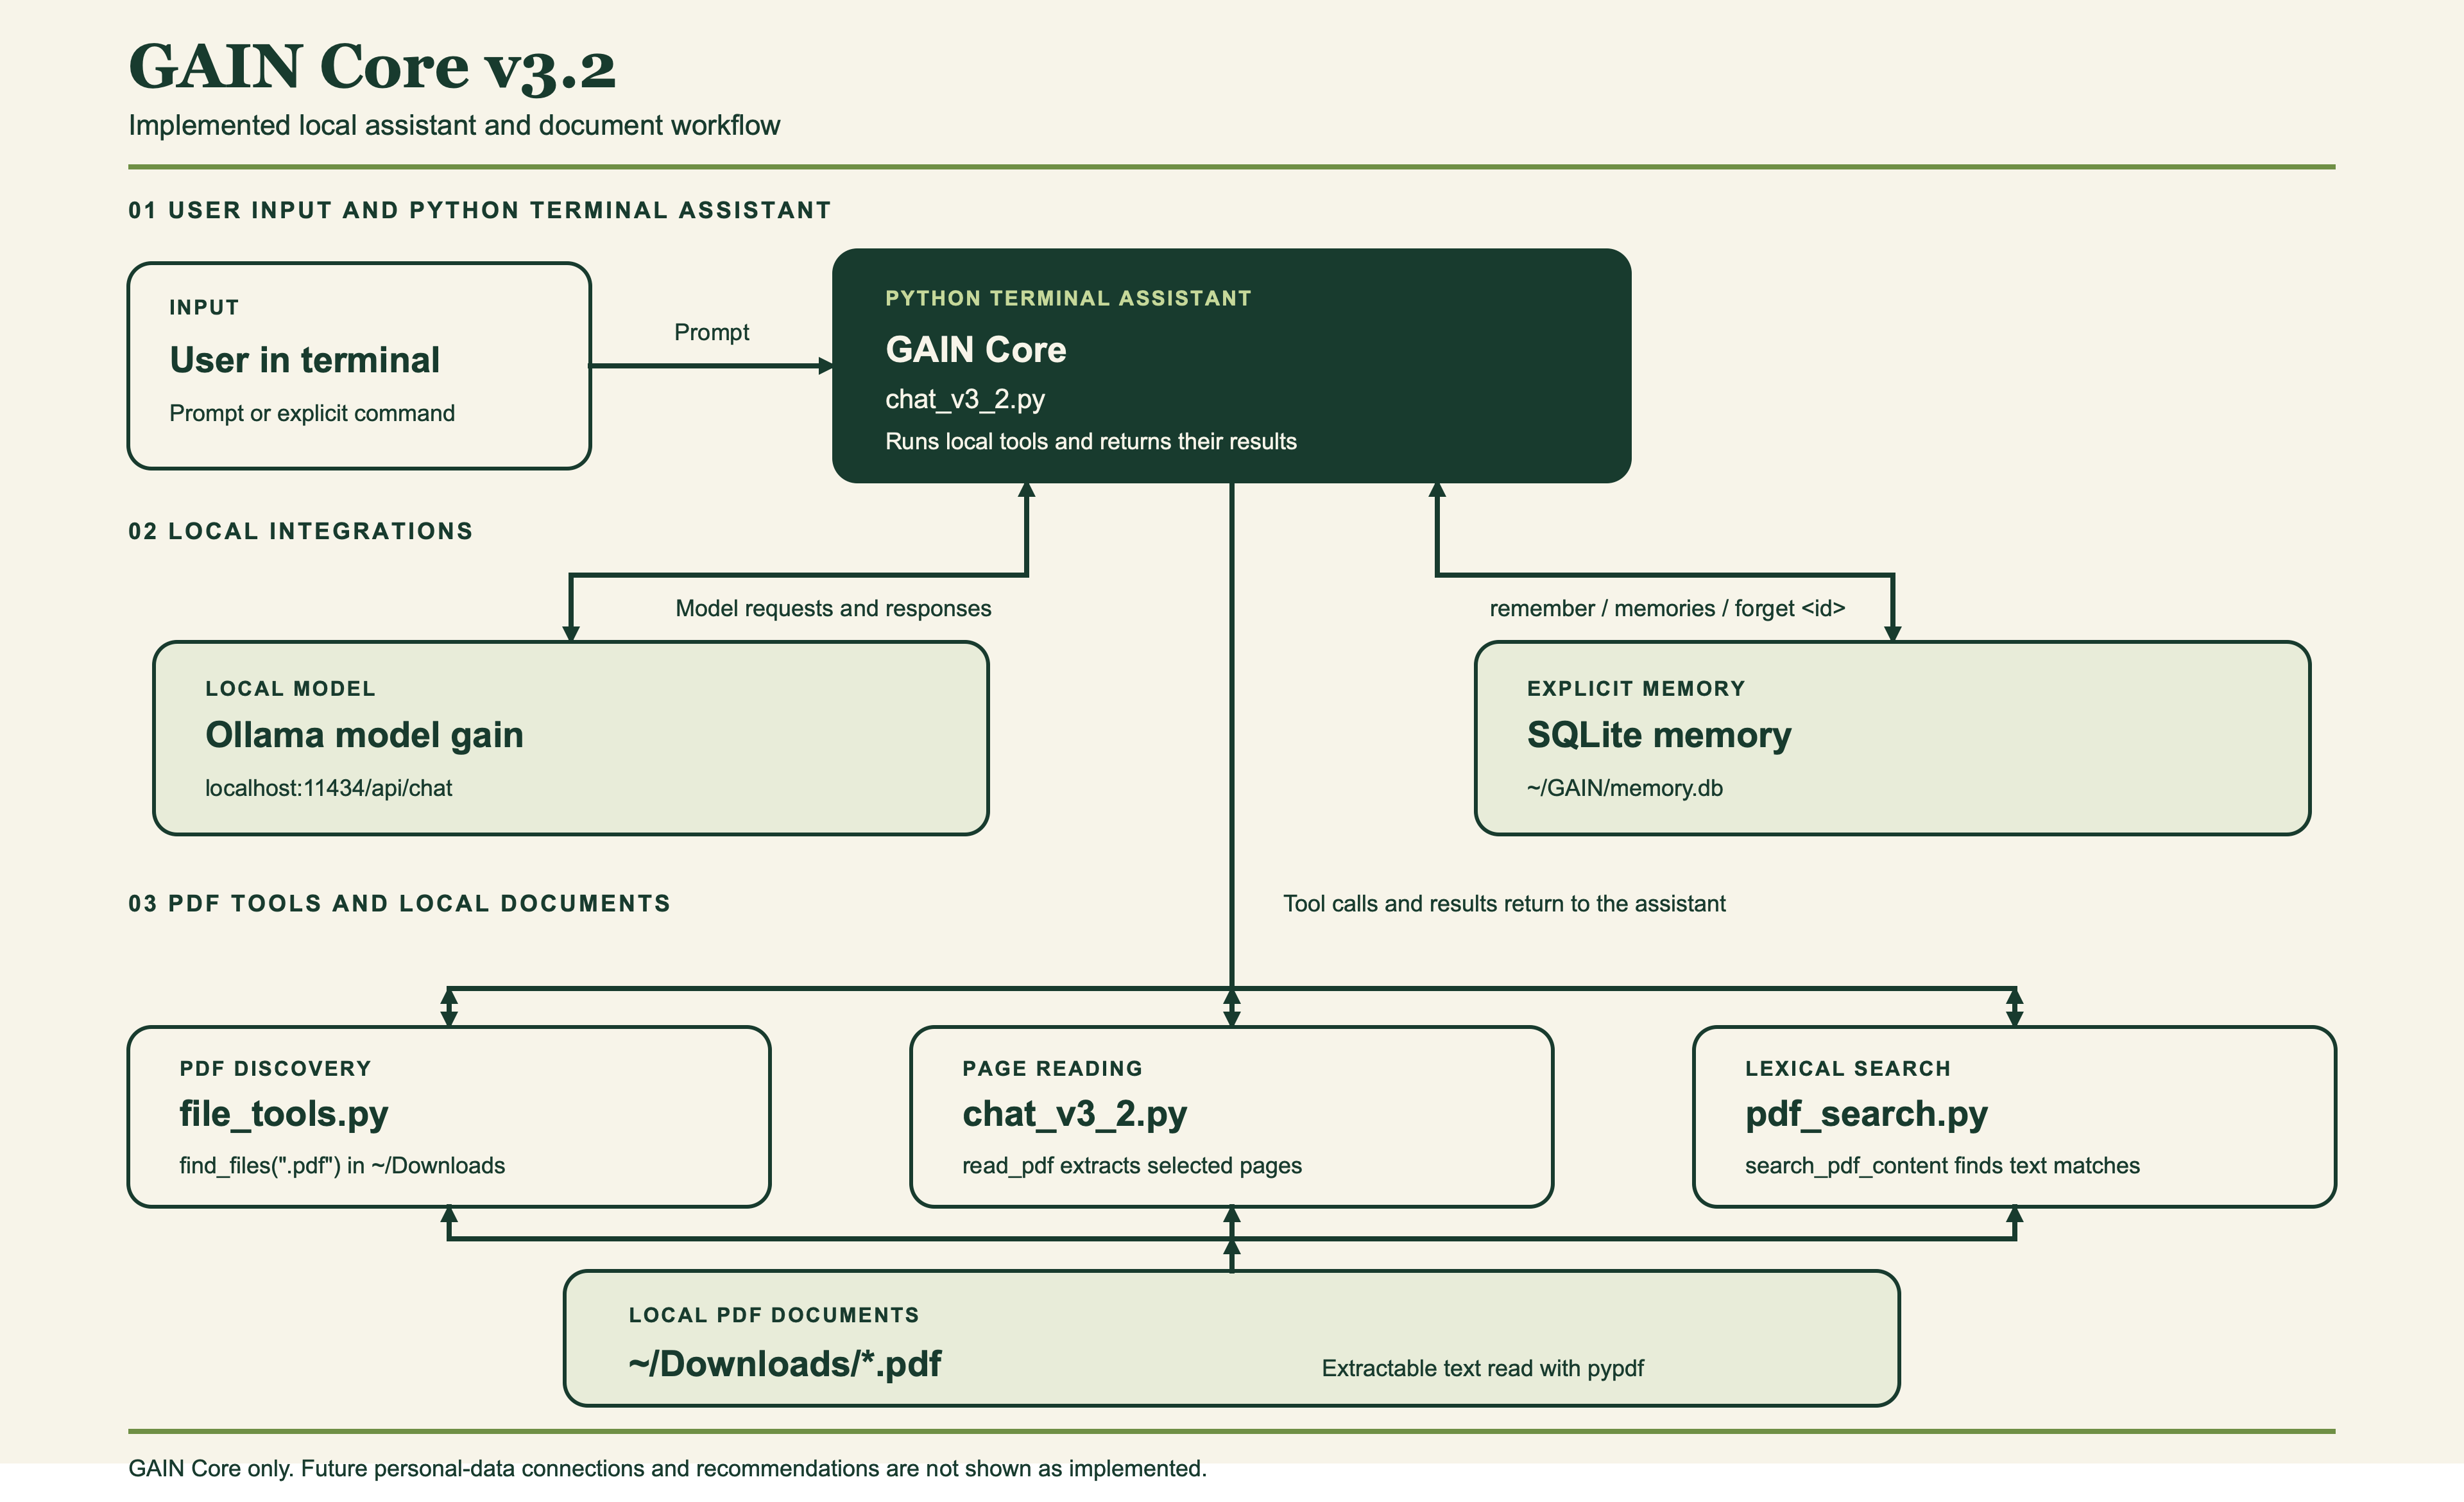 GAIN Core v3.2
Implemented local assistant and document workflow
01 USER INPUT AND PYTHON TERMINAL ASSISTANT
INPUT
User in terminal
Prompt or explicit command
Prompt
PYTHON TERMINAL ASSISTANT
GAIN Core
chat_v3_2.py
Runs local tools and returns their results
02 LOCAL INTEGRATIONS
Model requests and responses
remember / memories / forget <id>
LOCAL MODEL
Ollama model gain
localhost:11434/api/chat
EXPLICIT MEMORY
SQLite memory
~/GAIN/memory.db
03 PDF TOOLS AND LOCAL DOCUMENTS
Tool calls and results return to the assistant
PDF DISCOVERY
file_tools.py
find_files(".pdf") in ~/Downloads
PAGE READING
chat_v3_2.py
read_pdf extracts selected pages
LEXICAL SEARCH
pdf_search.py
search_pdf_content finds text matches
LOCAL PDF DOCUMENTS
~/Downloads/*.pdf
Extractable text read with pypdf
GAIN Core only. Future personal-data connections and recommendations are not shown as implemented.